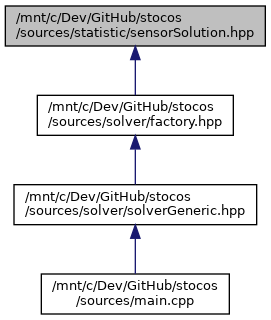 /mnt/c/Dev/GitHub/stocos
/sources/statistic/sensorSolution.hpp
/mnt/c/Dev/GitHub/stocos
/sources/solver/factory.hpp
/mnt/c/Dev/GitHub/stocos
/sources/solver/solverGeneric.hpp
/mnt/c/Dev/GitHub/stocos
/sources/main.cpp